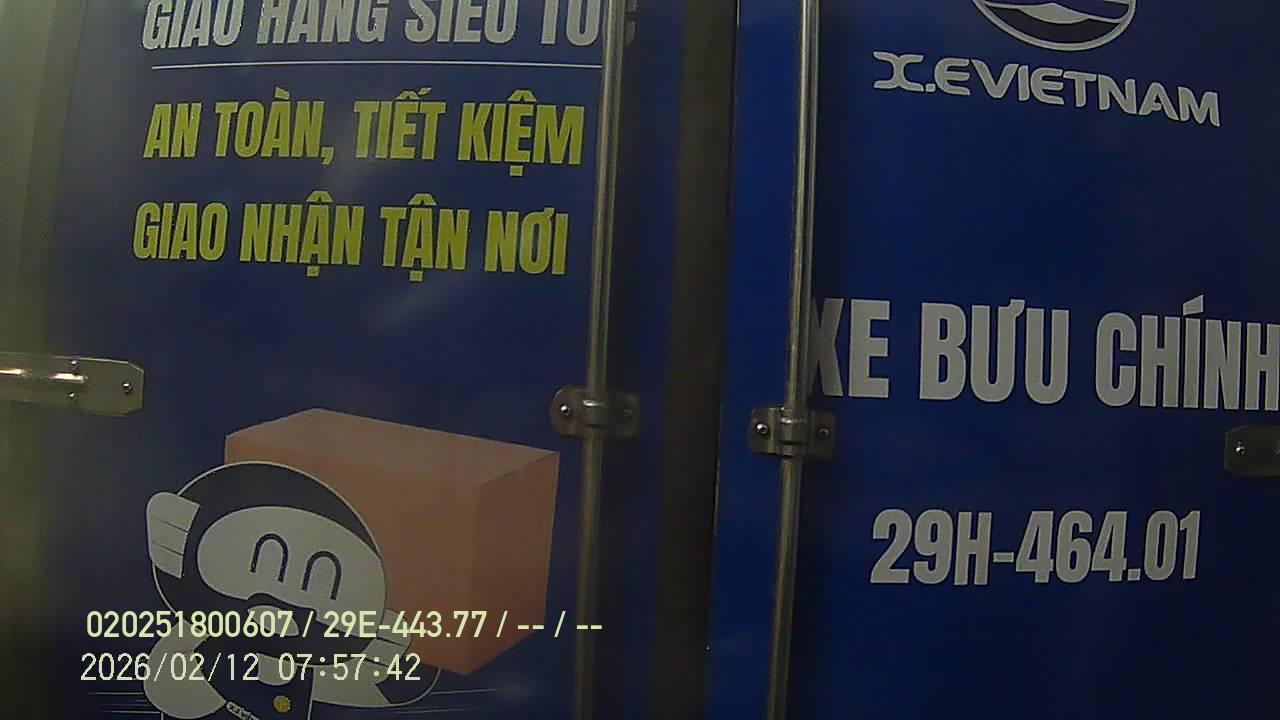 GIAO HÀNG SIÊU TỐC
AN TOÀN, TIẾT KIỆM
GIAO NHẬN TẬN NƠI
X.E VIETNAM
XE BƯU CHÍNH
29H-464.01
020251800607 / 29E-443.77 / -- / --
2026/02/12 07:57:42